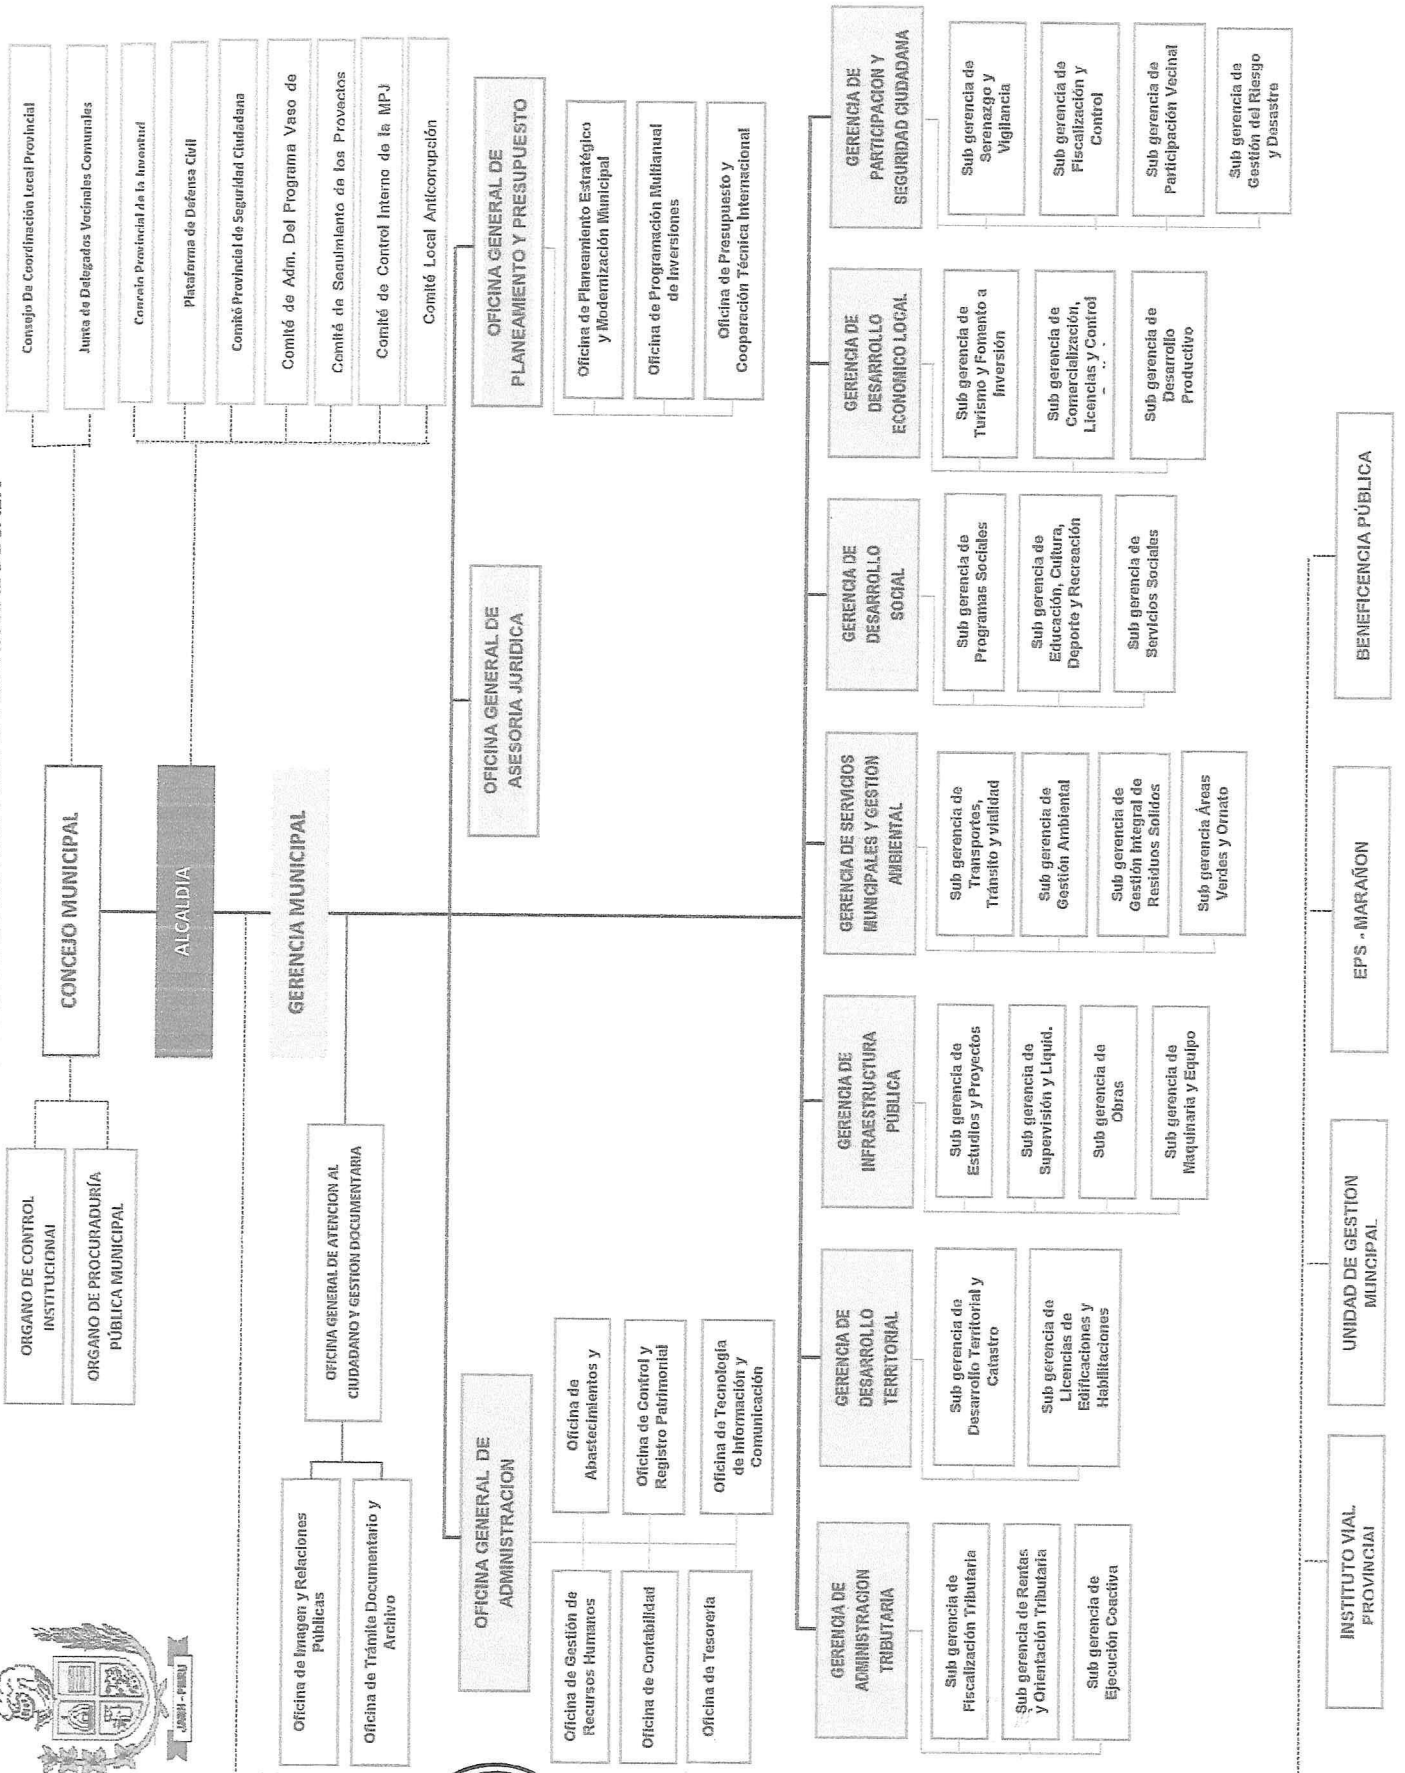 JAEN - PERU
CONCEJO MUNICIPAL
ALCALDIA
GERENCIA MUNICIPAL
ORGANO DE CONTROL
INSTITUCIONAL
ORGANO DE PROCURADURÍA
PÚBLICA MUNICIPAL
Consejo De Coordinación Local Provincial
Junta de Delegados Vecinales Comunales
Concejo Provincial de la Juventud
Plataforma de Defensa Civil
Comité Provincial de Seguridad Ciudadana
Comité de Adm. Del Programa Vaso de
Comité de Seguimiento de los Proyectos
Comité de Control Interno de la MPJ
Comité Local Anticorrupción
OFICINA GENERAL DE ATENCION AL
CIUDADANO Y GESTION DOCUMENTARIA
Oficina de Imagen y Relaciones
Públicas
Oficina de Trámite Documentario y
Archivo
OFICINA GENERAL DE
ADMINISTRACION
Oficina de Gestión de
Recursos Humanos
Oficina de Contabilidad
Oficina de Tesorería
Oficina de
Abastecimientos y
Oficina de Control y
Registro Patrimonial
Oficina de Tecnología
de Información y
Comunicación
OFICINA GENERAL DE
ASESORIA JURIDICA
OFICINA GENERAL DE
PLANEAMIENTO Y PRESUPUESTO
Oficina de Planeamiento Estratégico
y Modernización Municipal
Oficina de Programación Multianual
de Inversiones
Oficina de Presupuesto y
Cooperación Técnica Internacional
GERENCIA DE
ADMINISTRACION
TRIBUTARIA
Sub gerencia de
Fiscalización Tributaria
Sub gerencia de Rentas
y Orientación Tributaria
Sub gerencia de
Ejecución Coactiva
GERENCIA DE
DESARROLLO
TERRITORIAL
Sub gerencia de
Desarrollo Territorial y
Catastro
Sub gerencia de
Licencias de
Edificaciones y
Habilitaciones
GERENCIA DE
INFRAESTRUCTURA
PÚBLICA
Sub gerencia de
Estudios y Proyectos
Sub gerencia de
Supervisión y Liquid.
Sub gerencia de
Obras
Sub gerencia de
Maquinaria y Equipo
GERENCIA DE SERVICIOS
MUNICIPALES Y GESTION
AMBIENTAL
Sub gerencia de
Transportes,
Tránsito y vialidad
Sub gerencia de
Gestión Ambiental
Sub gerencia de
Gestión Integral de
Residuos Solidos
Sub gerencia Áreas
Verdes y Ornato
GERENCIA DE
DESARROLLO
SOCIAL
Sub gerencia de
Programas Sociales
Sub gerencia de
Educación, Cultura,
Deporte y Recreación
Sub gerencia de
Servicios Sociales
GERENCIA DE
DESARROLLO
ECONOMICO LOCAL
Sub gerencia de
Turismo y Fomento a
Inversión
Sub gerencia de
Comercialización,
Licencias y Control
Sub gerencia de
Desarrollo
Productivo
GERENCIA DE
PARTICIPACION Y
SEGURIDAD CIUDADANA
Sub gerencia de
Serenazgo y
Vigilancia
Sub gerencia de
Fiscalización y
Control
Sub gerencia de
Participación Vecinal
Sub gerencia de
Gestión del Riesgo
y Desastre
INSTITUTO VIAL
PROVINCIAL
UNIDAD DE GESTION
MUNCIPAL
EPS - MARAÑON
BENEFICENCIA PÚBLICA